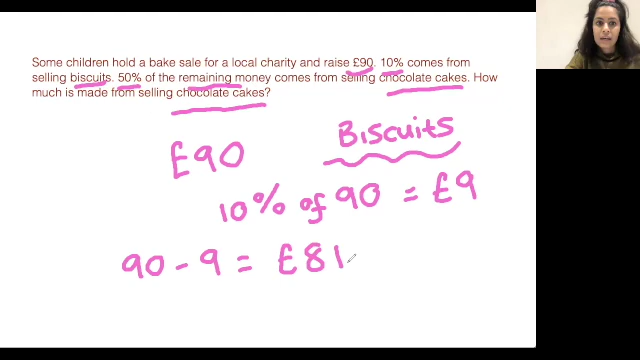 Some children hold a bake sale for a local charity and raise £90. 10% comes from
selling biscuits. 50% of the remaining money comes from selling chocolate cakes. How
much is made from selling chocolate cakes?
Biscuits
£90
10% of 90 = £9
90 - 9 = £81